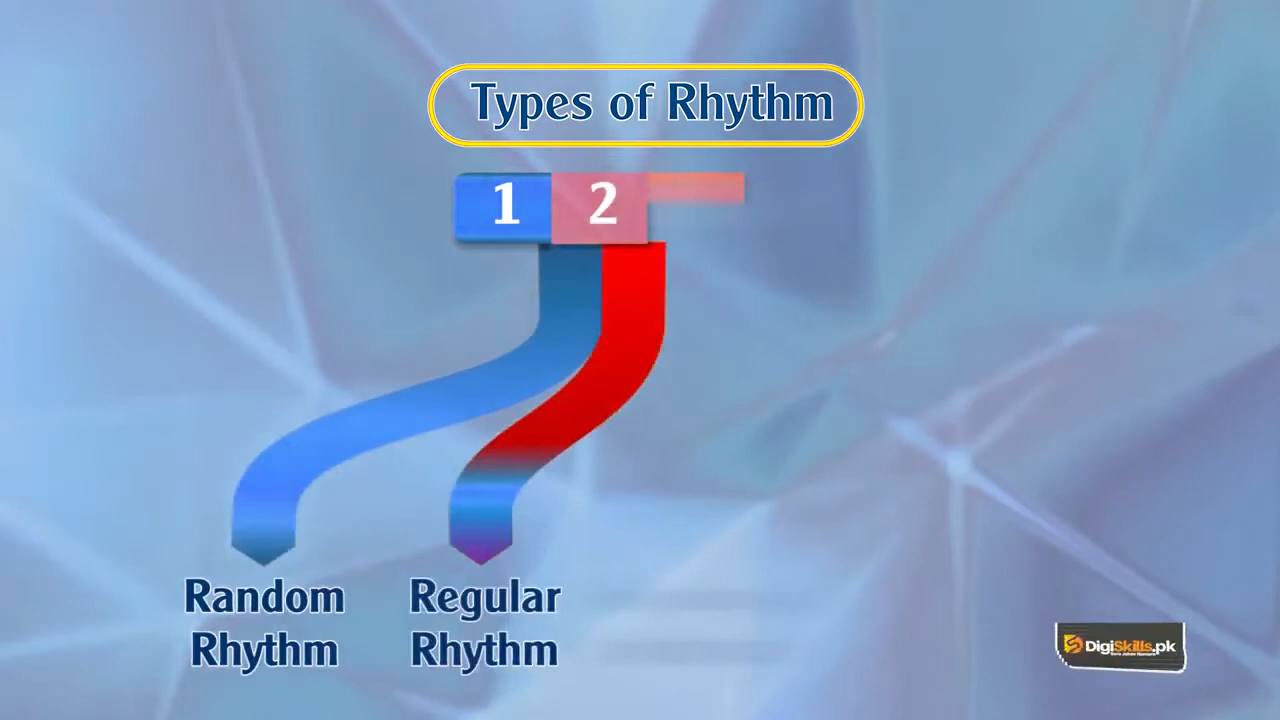 Types of Rhythm
1 2
Random
Rhythm
Regular
Rhythm
DigiSkills.pk